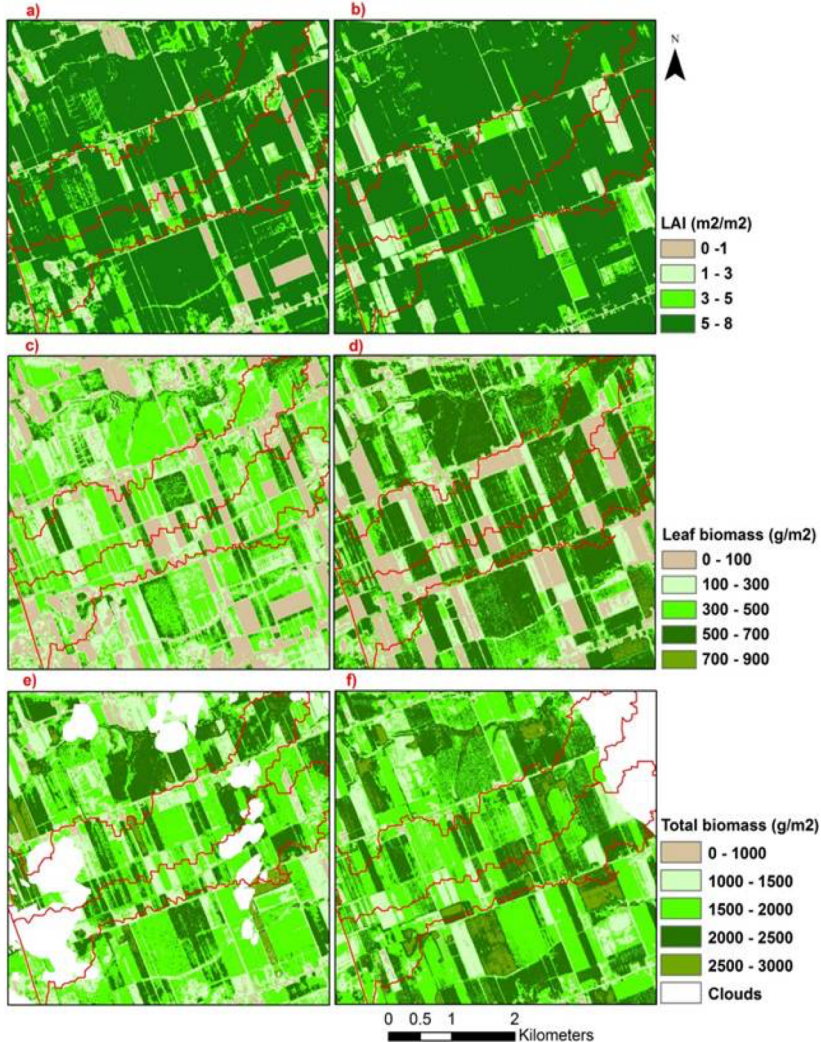 a)
b)
N
LAI (m2/m2)
0 -1
1 - 3
3 - 5
5 - 8
c)
d)
Leaf biomass (g/m2)
0 - 100
100 - 300
300 - 500
500 - 700
700 - 900
e)
f)
Total biomass (g/m2)
0 - 1000
1000 - 1500
1500 - 2000
2000 - 2500
2500 - 3000
Clouds
0 0.5 1 2
Kilometers